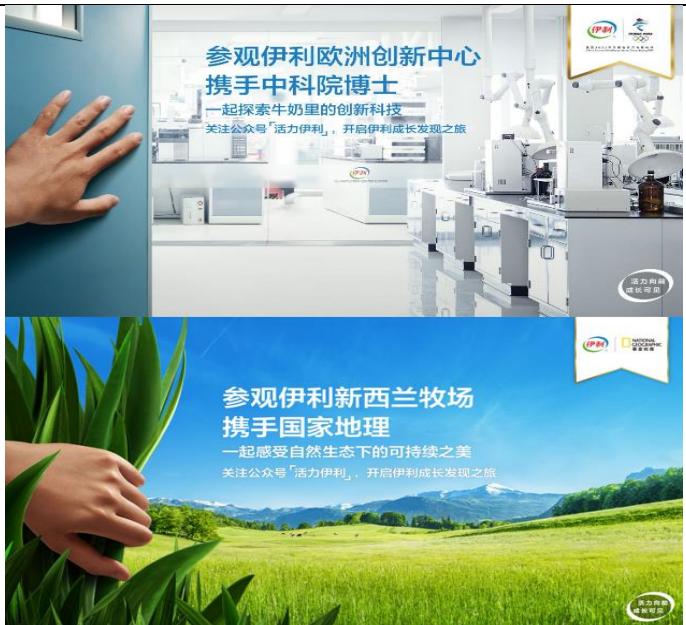 参观伊利欧洲创新中心
携手中科院博士
一起探索牛奶里的创新科技
关注公众号「活力伊利」，开启伊利成长发现之旅
伊利
伊利
活力向前
成长可见
伊利
NATIONAL
GEOGRAPHIC
参观伊利新西兰牧场
携手国家地理
一起感受自然生态下的可持续之美
关注公众号「活力伊利」，开启伊利成长发现之旅
活力向前
成长可见